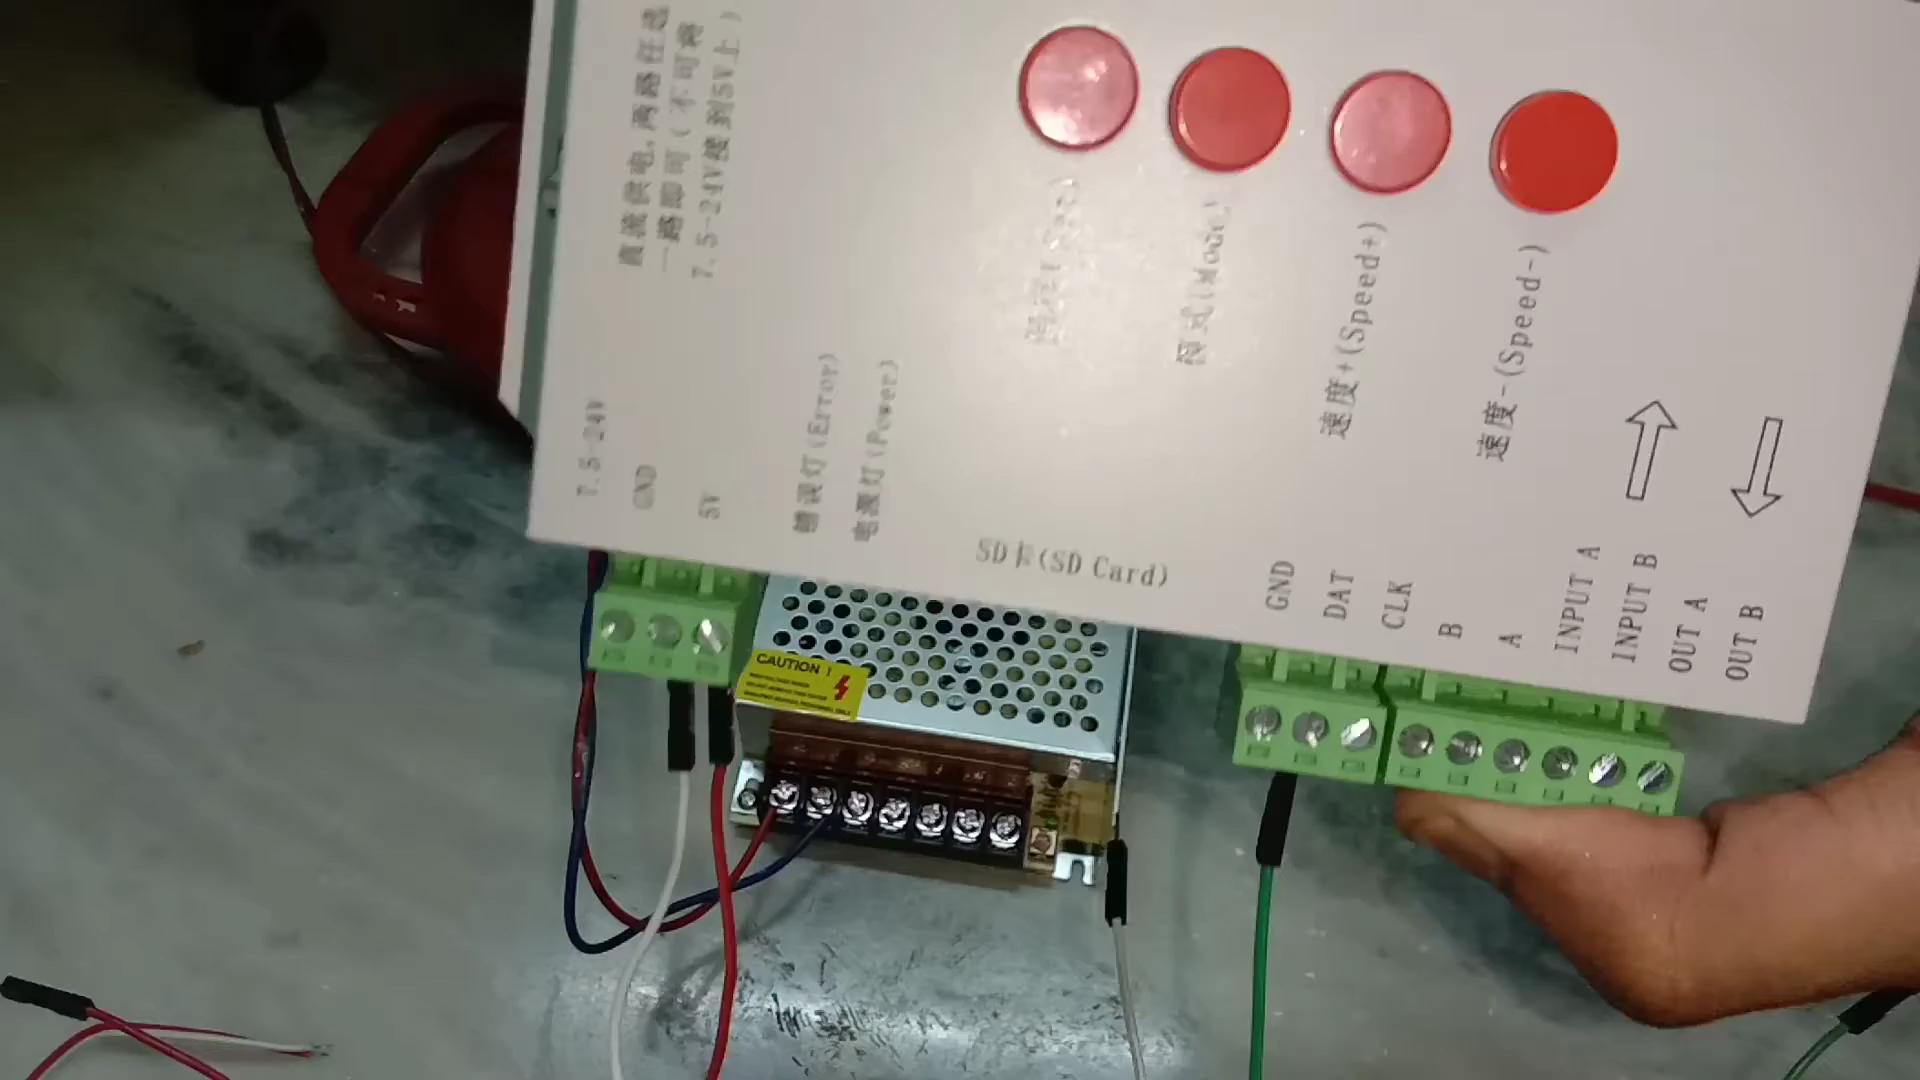 直流供电,两路任选
一路即可(不可将
7.5-24V接到5V上)
7.5-24V
GND
5V
错误灯(Error)
电源灯(Power)
SD卡(SD Card)
模式(Mode)
速度+(Speed+)
速度-(Speed-)
GND
DAT
CLK
B
A
INPUT A
INPUT B
OUT A
OUT B
CAUTION !